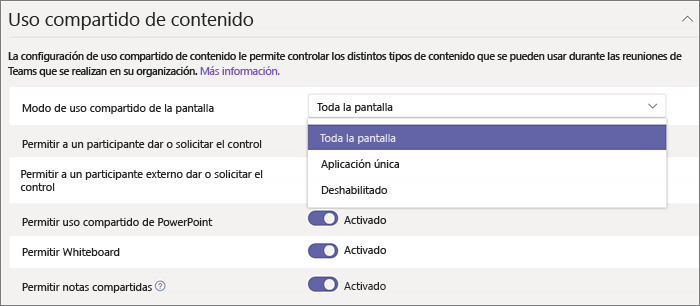 Uso compartido de contenido
La configuración de uso compartido de contenido le permite controlar los distintos tipos de contenido que se pueden usar durante las reuniones de
Teams que se realizan en su organización. Más información.
Modo de uso compartido de la pantalla
Toda la pantalla
Toda la pantalla
Permitir a un participante dar o solicitar el control
Aplicación única
Permitir a un participante externo dar o solicitar el
control
Deshabilitado
Permitir uso compartido de PowerPoint
Activado
Permitir Whiteboard
Activado
Permitir notas compartidas
Activado